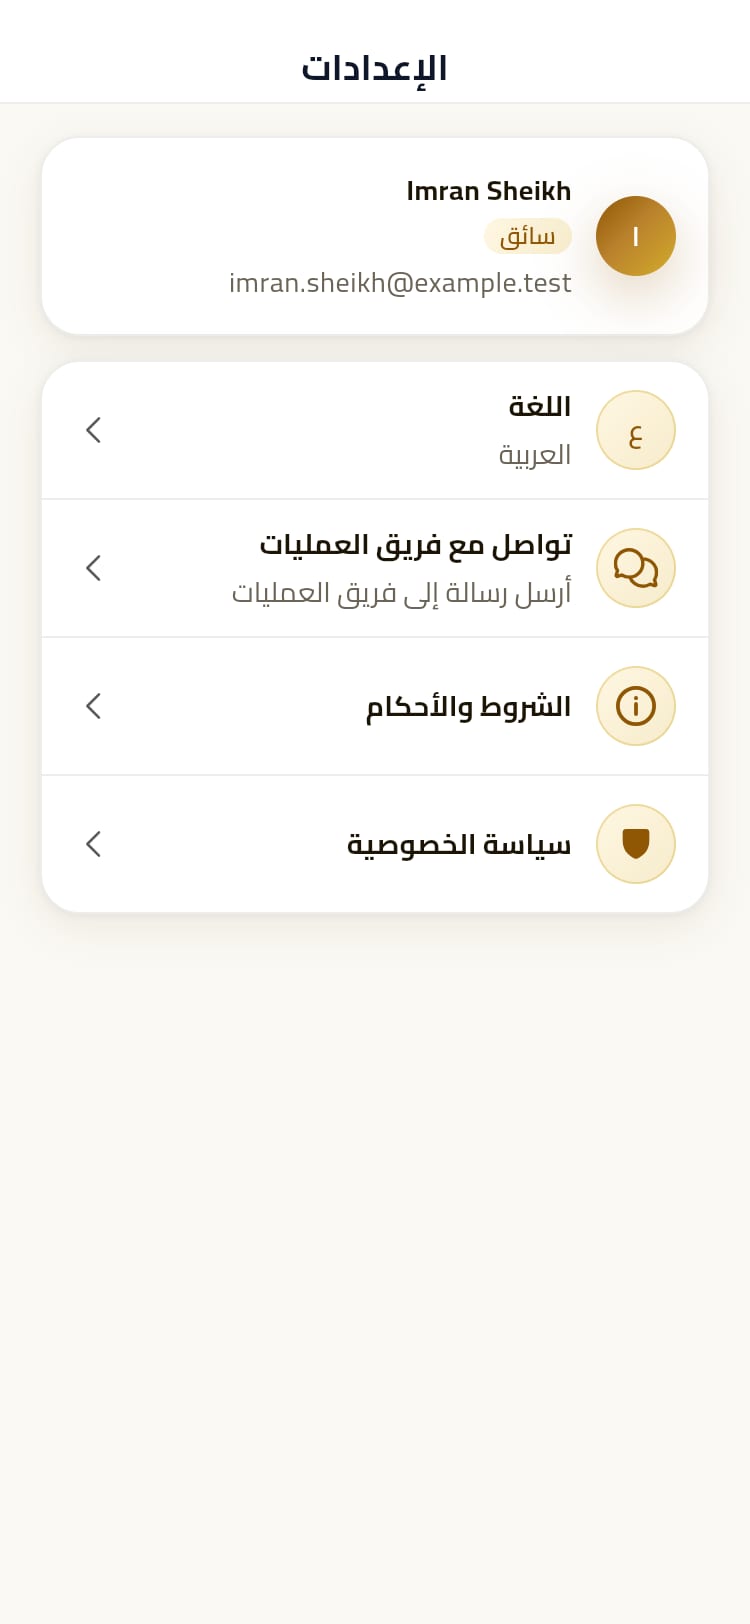 الإعدادات
I
Imran Sheikh
سائق
imran.sheikh@example.test
ع
اللغة
العربية
تواصل مع فريق العمليات
أرسل رسالة إلى فريق العمليات
الشروط والأحكام
سياسة الخصوصية